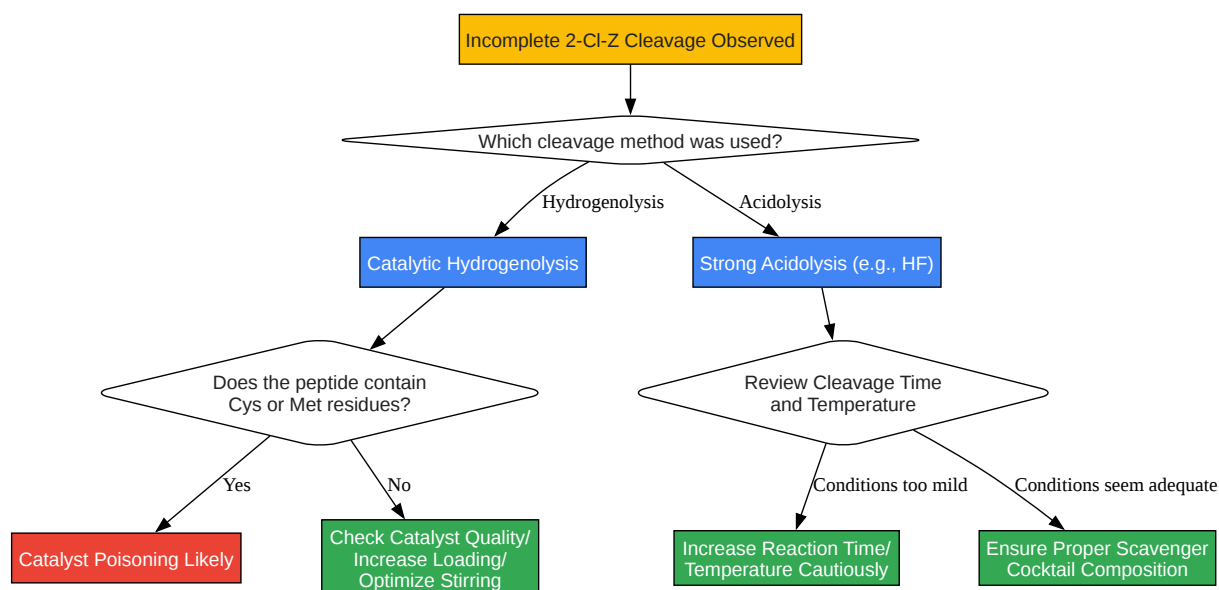 Incomplete 2-Cl-Z Cleavage Observed
Which cleavage method was used?
Hydrogenolysis
Acidolysis
Catalytic Hydrogenolysis
Strong Acidolysis (e.g., HF)
Does the peptide contain
Cys or Met residues?
Review Cleavage Time
and Temperature
Yes
No
Conditions too mild
Conditions seem adequate
Catalyst Poisoning Likely
Check Catalyst Quality/
Increase Loading/
Optimize Stirring
Increase Reaction Time/
Temperature Cautiously
Ensure Proper Scavenger
Cocktail Composition